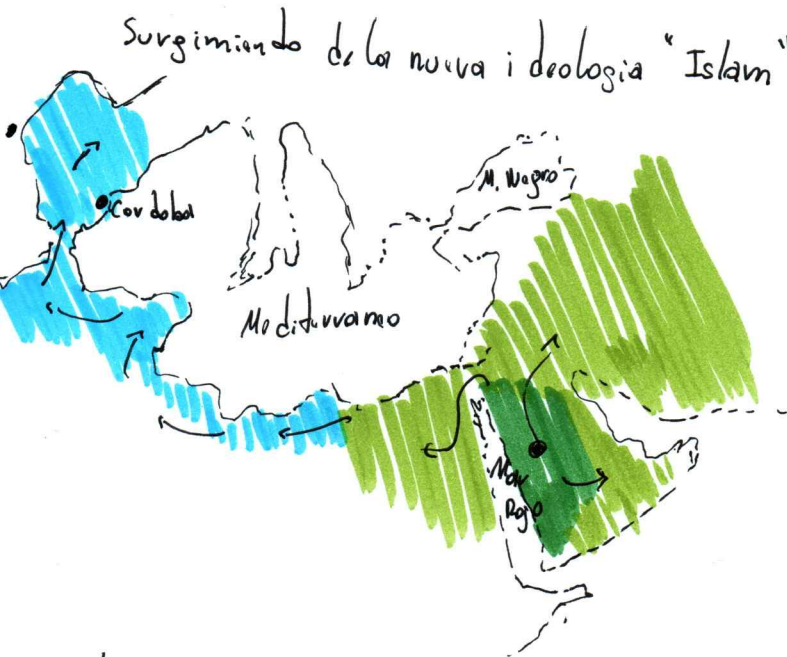 Surgimiendo de la nueva ideologia "Islam"
M. Negro
Cordoba
Mediterraneo
Mar
Rojo